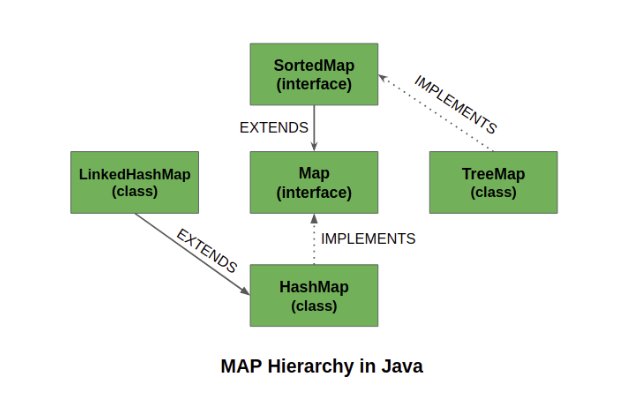 SortedMap
(interface)
IMPLEMENTS
EXTENDS
LinkedHashMap
(class)
Map
(interface)
TreeMap
(class)
EXTENDS
IMPLEMENTS
HashMap
(class)
MAP Hierarchy in Java